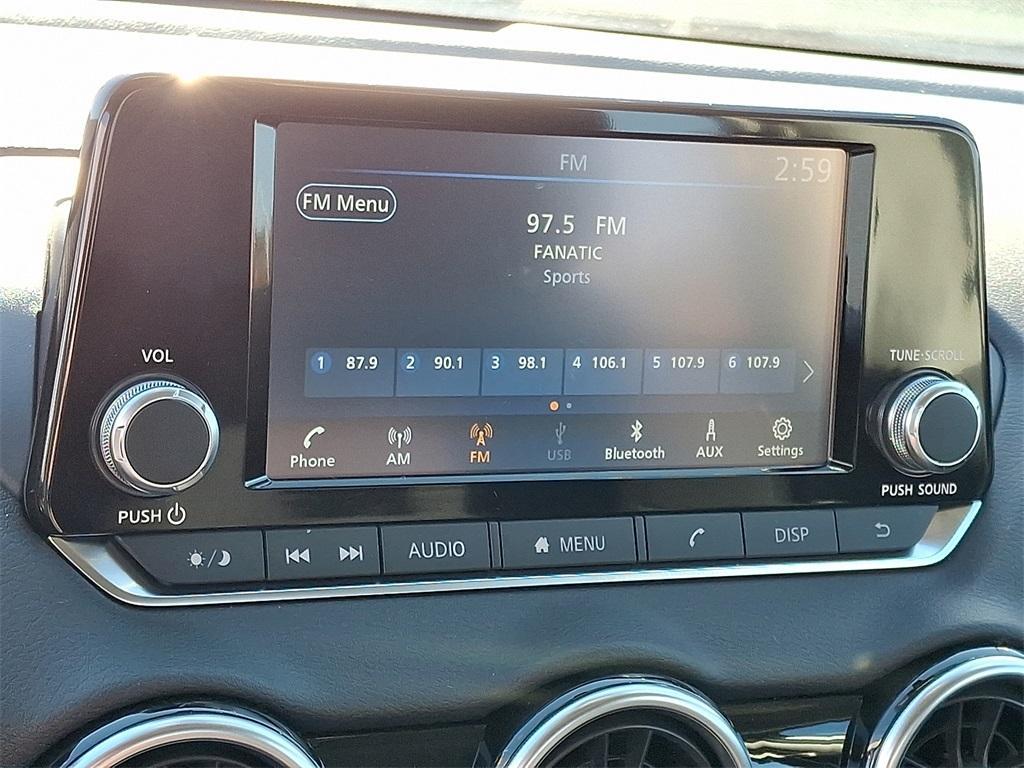 FM
2:59
FM Menu
97.5 FM
FANATIC
Sports
1 87.9 2 90.1 3 98.1 4 106.1 5 107.9 6 107.9
Phone AM FM USB Bluetooth AUX Settings
VOL
PUSH
TUNE·SCROLL
PUSH SOUND
AUDIO MENU DISP